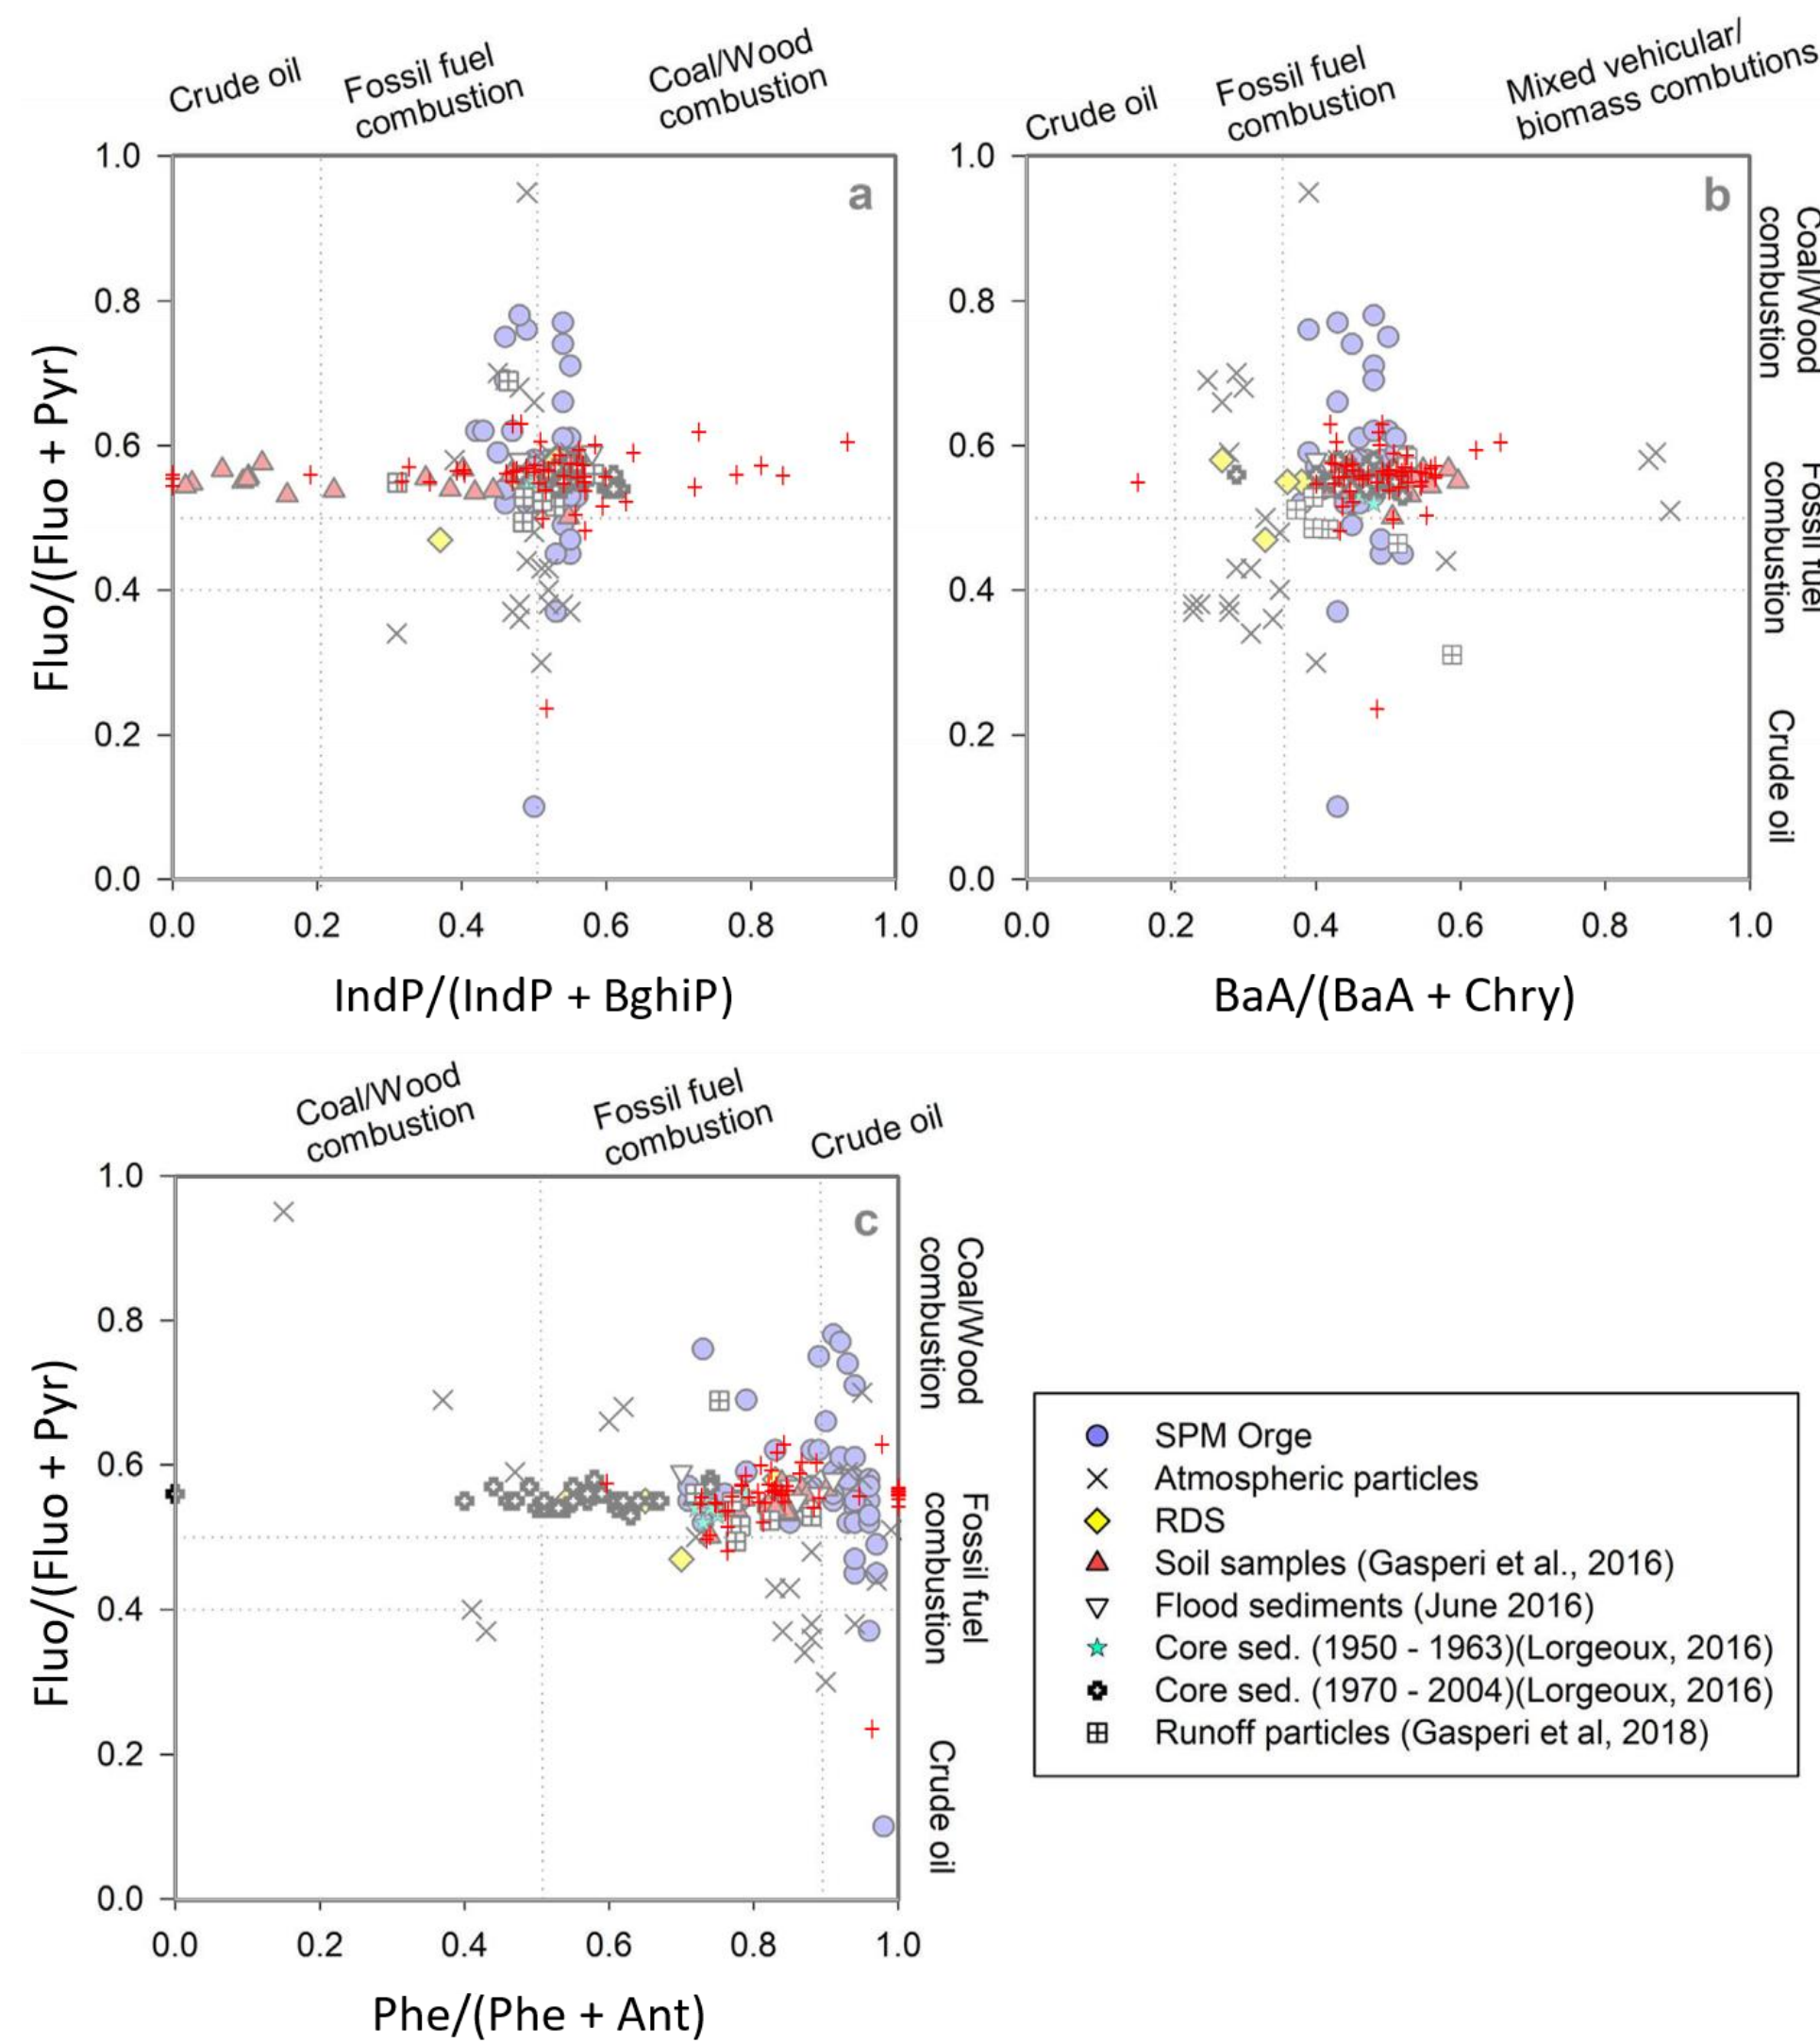 Crude oil
Fossil fuel
combustion
Coal/Wood
combustion
Crude oil
Fossil fuel
combustion
Mixed vehicular/
biomass combutions
1.0
0.8
0.6
0.4
0.2
0.0
Fluo/(Fluo + Pyr)
a
0.0 0.2 0.4 0.6 0.8 1.0
IndP/(IndP + BghiP)
1.0
0.8
0.6
0.4
0.2
0.0
b
Coal/Wood
combustion
Fossil fuel
combustion
Crude oil
0.0 0.2 0.4 0.6 0.8 1.0
BaA/(BaA + Chry)
Coal/Wood
combustion
Fossil fuel
combustion
Crude oil
1.0
0.8
0.6
0.4
0.2
0.0
Fluo/(Fluo + Pyr)
c
Coal/Wood
combustion
Fossil fuel
combustion
Crude oil
0.0 0.2 0.4 0.6 0.8 1.0
Phe/(Phe + Ant)
SPM Orge
Atmospheric particles
RDS
Soil samples (Gasperi et al., 2016)
Flood sediments (June 2016)
Core sed. (1950 - 1963)(Lorgeoux, 2016)
Core sed. (1970 - 2004)(Lorgeoux, 2016)
Runoff particles (Gasperi et al, 2018)